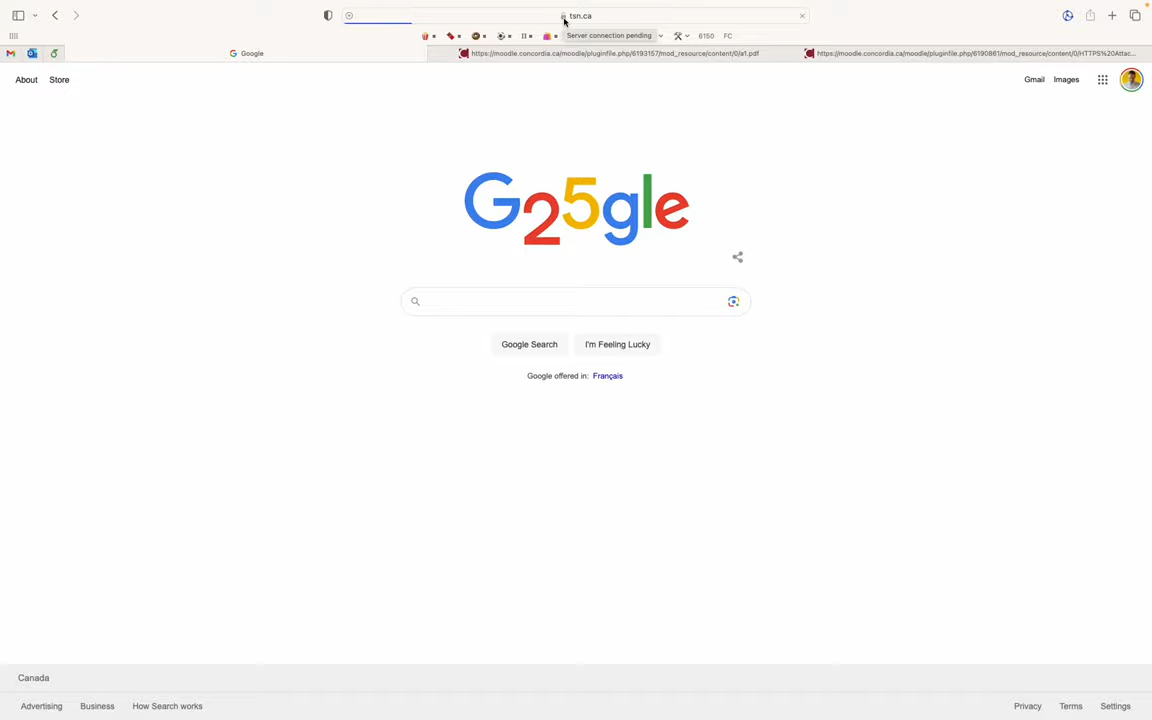 tsn.ca
Server connection pending
6150
FC
Google
https://moodle.concordia.ca/moodle/pluginfile.php/6193157/mod_resource/content/0/a1.pdf
https://moodle.concordia.ca/moodle/pluginfile.php/6190861/mod_resource/content/0/HTTPS%20Attac...
About
Store
Gmail
Images
G25gle
Google Search
I'm Feeling Lucky
Google offered in: Français
Canada
Advertising
Business
How Search works
Privacy
Terms
Settings